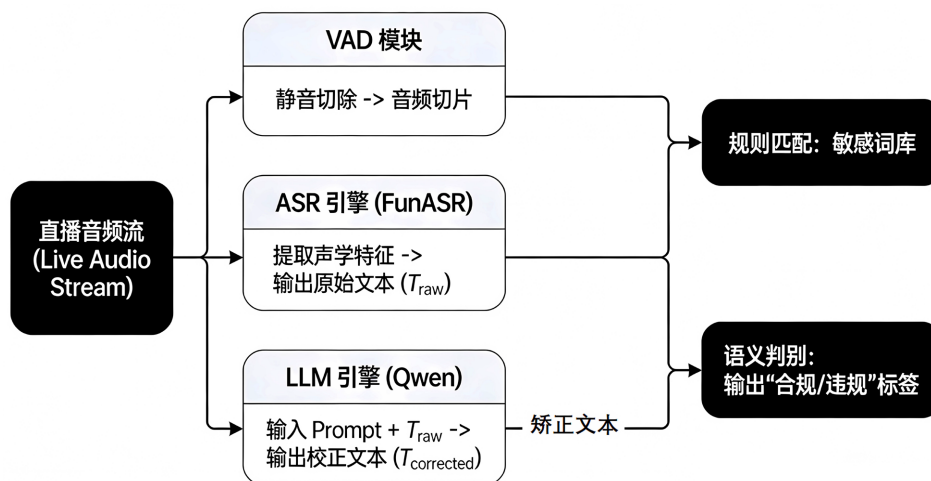 直播音频流
(Live Audio
Stream)
VAD 模块
静音切除 -> 音频切片
ASR 引擎 (FunASR)
提取声学特征 ->
输出原始文本 (Traw)
LLM 引擎 (Qwen)
输入 Prompt + Traw ->
输出校正文本 (Tcorrected)
矫正文本
规则匹配：敏感词库
语义判别：
输出“合规/违规”标签